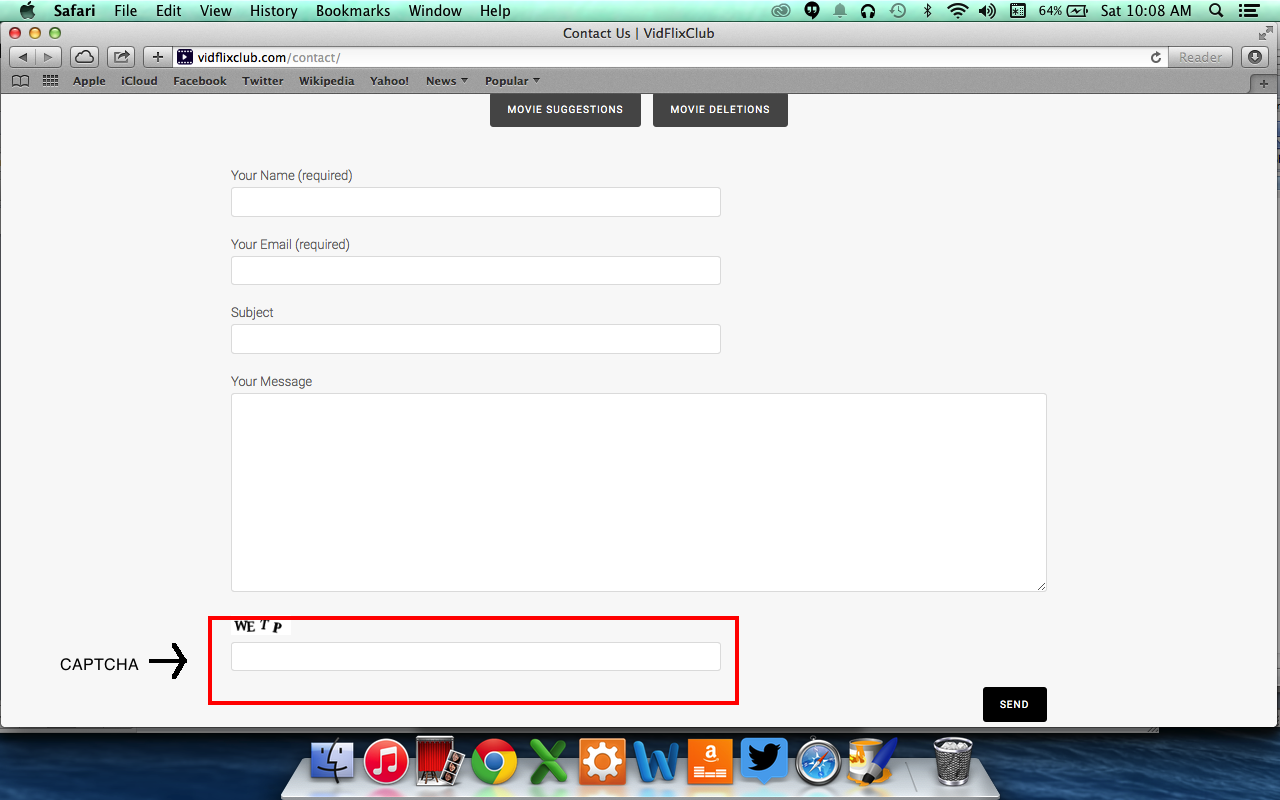 Safari File Edit View History Bookmarks Window Help 64% Sat 10:08 AM
Contact Us | VidFlixClub
vidflixclub.com/contact/ Reader
Apple iCloud Facebook Twitter Wikipedia Yahoo! News Popular
MOVIE SUGGESTIONS MOVIE DELETIONS
Your Name (required)
Your Email (required)
Subject
Your Message
WETP
CAPTCHA
SEND